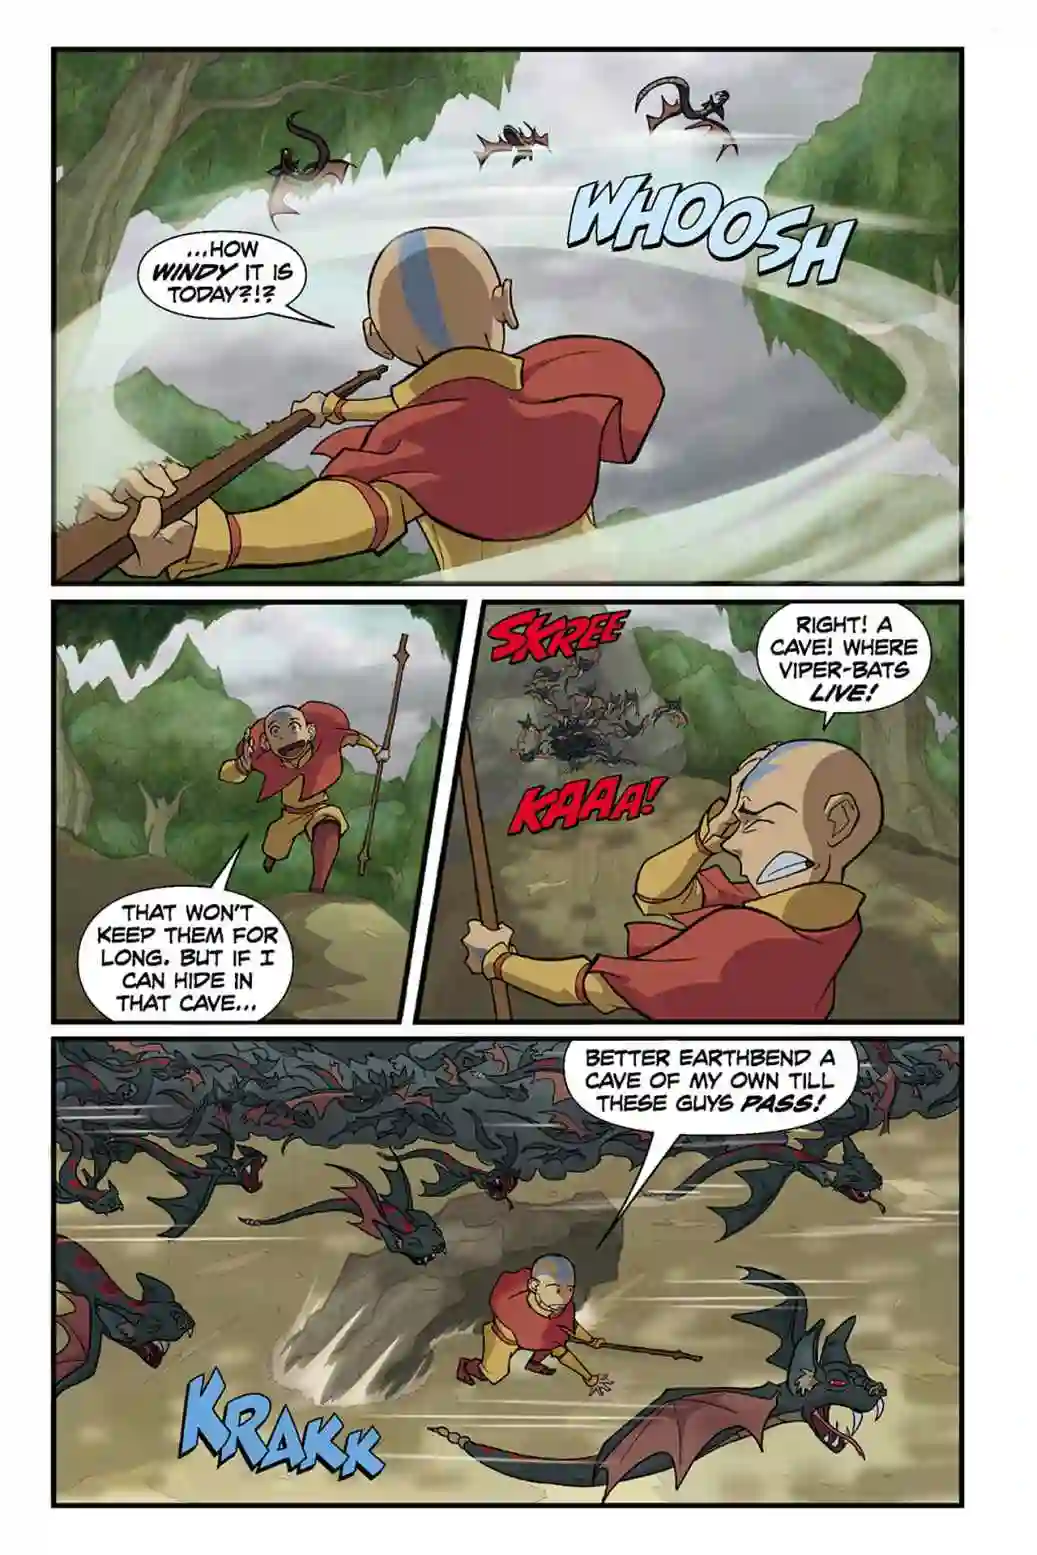 ...HOW
WINDY IT IS
TODAY?!?
WHOOSH
THAT WON'T
KEEP THEM FOR
LONG. BUT IF I
CAN HIDE IN
THAT CAVE...
SKREE
KAAA!
RIGHT! A
CAVE! WHERE
VIPER-BATS
LIVE!
BETTER EARTHBEND A
CAVE OF MY OWN TILL
THESE GUYS PASS!
KRAKK